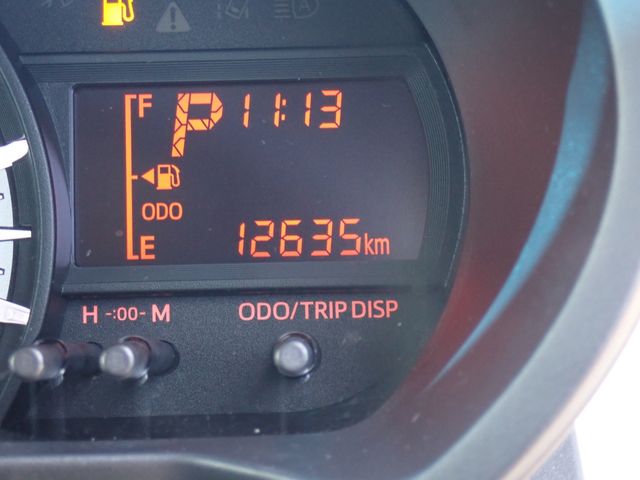 F P 11:13
ODO
E 12635km
H -:00- M ODO/TRIP DISP